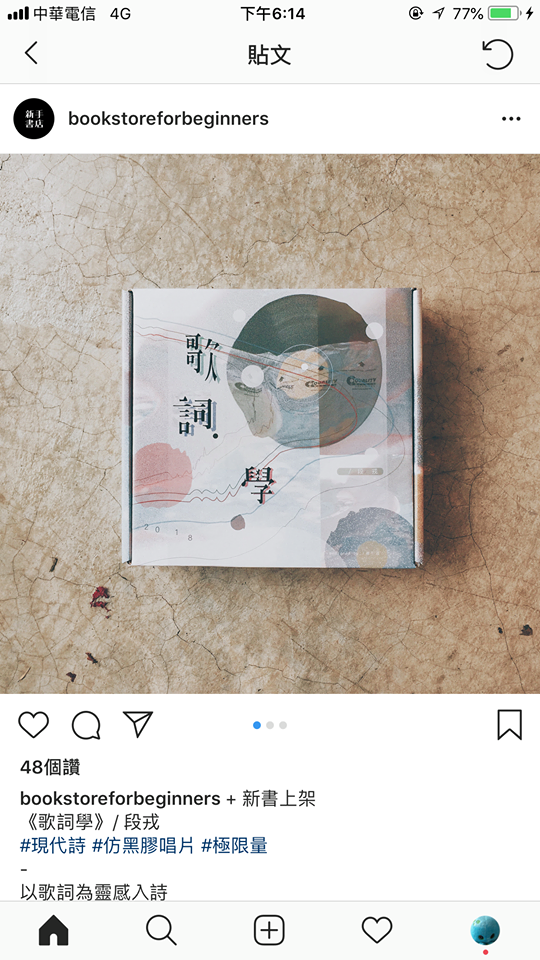 中華電信 4G
下午6:14
77%
貼文
新手
書店
bookstoreforbeginners
歌
詞.
學
QUALITY
2018
48個讚
bookstoreforbeginners + 新書上架
《歌詞學》/ 段戎
#現代詩 #仿黑膠唱片 #極限量
-
以歌詞為靈感入詩